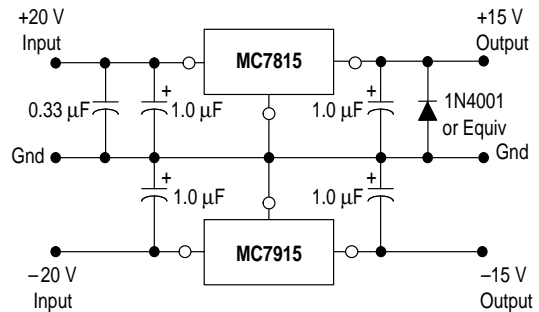 +20 V
Input
+15 V
Output
MC7815
+
+
0.33 µF
1.0 µF
1.0 µF
1N4001
or Equiv
Gnd
Gnd
+
+
1.0 µF
1.0 µF
MC7915
–20 V
Input
–15 V
Output